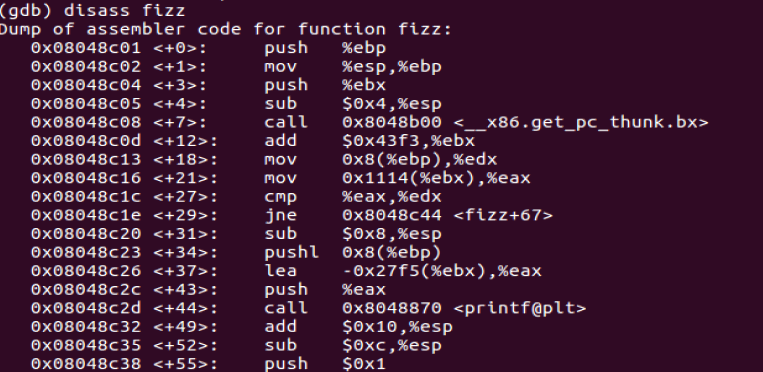 (gdb) disass fizz
Dump of assembler code for function fizz:
0x08048c01 <+0>: push %ebp
0x08048c02 <+1>: mov %esp,%ebp
0x08048c04 <+3>: push %ebx
0x08048c05 <+4>: sub $0x4,%esp
0x08048c08 <+7>: call 0x8048b00 <__x86.get_pc_thunk.bx>
0x08048c0d <+12>: add $0x43f3,%ebx
0x08048c13 <+18>: mov 0x8(%ebp),%edx
0x08048c16 <+21>: mov 0x1114(%ebx),%eax
0x08048c1c <+27>: cmp %eax,%edx
0x08048c1e <+29>: jne 0x8048c44 <fizz+67>
0x08048c20 <+31>: sub $0x8,%esp
0x08048c23 <+34>: pushl 0x8(%ebp)
0x08048c26 <+37>: lea -0x27f5(%ebx),%eax
0x08048c2c <+43>: push %eax
0x08048c2d <+44>: call 0x8048870 <printf@plt>
0x08048c32 <+49>: add $0x10,%esp
0x08048c35 <+52>: sub $0xc,%esp
0x08048c38 <+55>: push $0x1